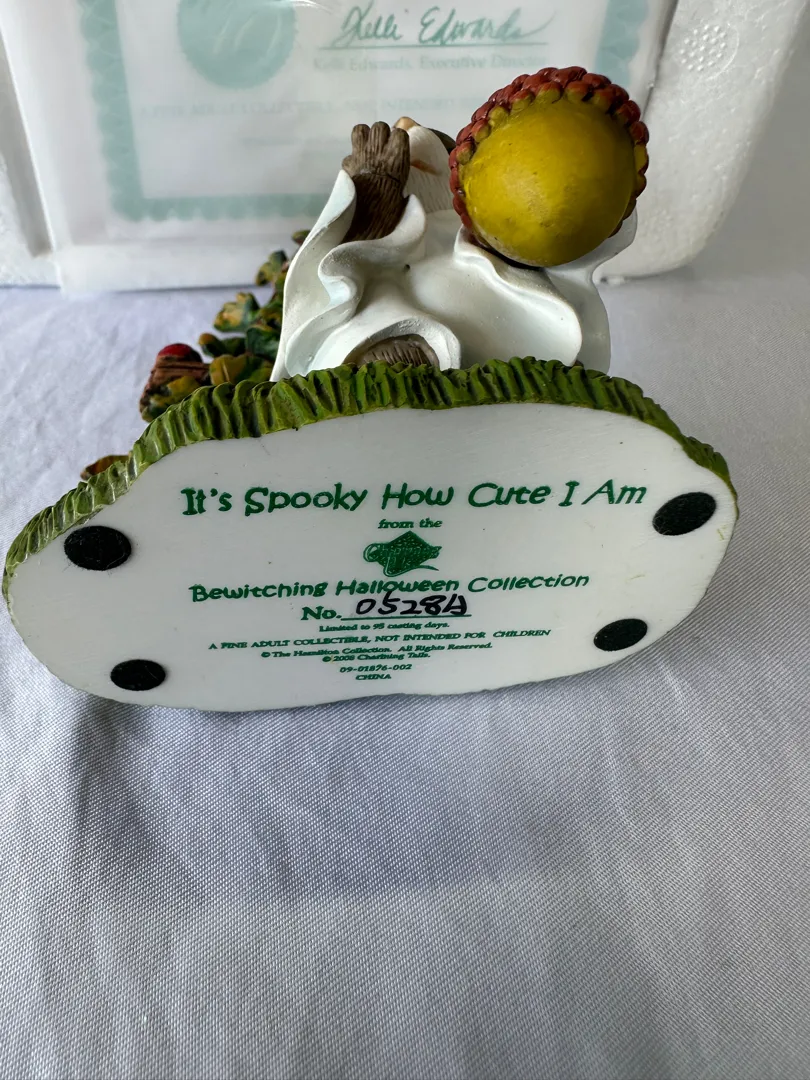 Kelli Edwards
Kelli Edwards, Executive Director
It's Spooky How Cute I Am
from the
Charming Tails
Bewitching Halloween Collection
No. 0528A
Limited to 95 casting days.
A FINE ADULT COLLECTIBLE, NOT INTENDED FOR CHILDREN
© The Hamilton Collection. All Rights Reserved.
© 2006 Charming Tails.
09-01876-002
CHINA